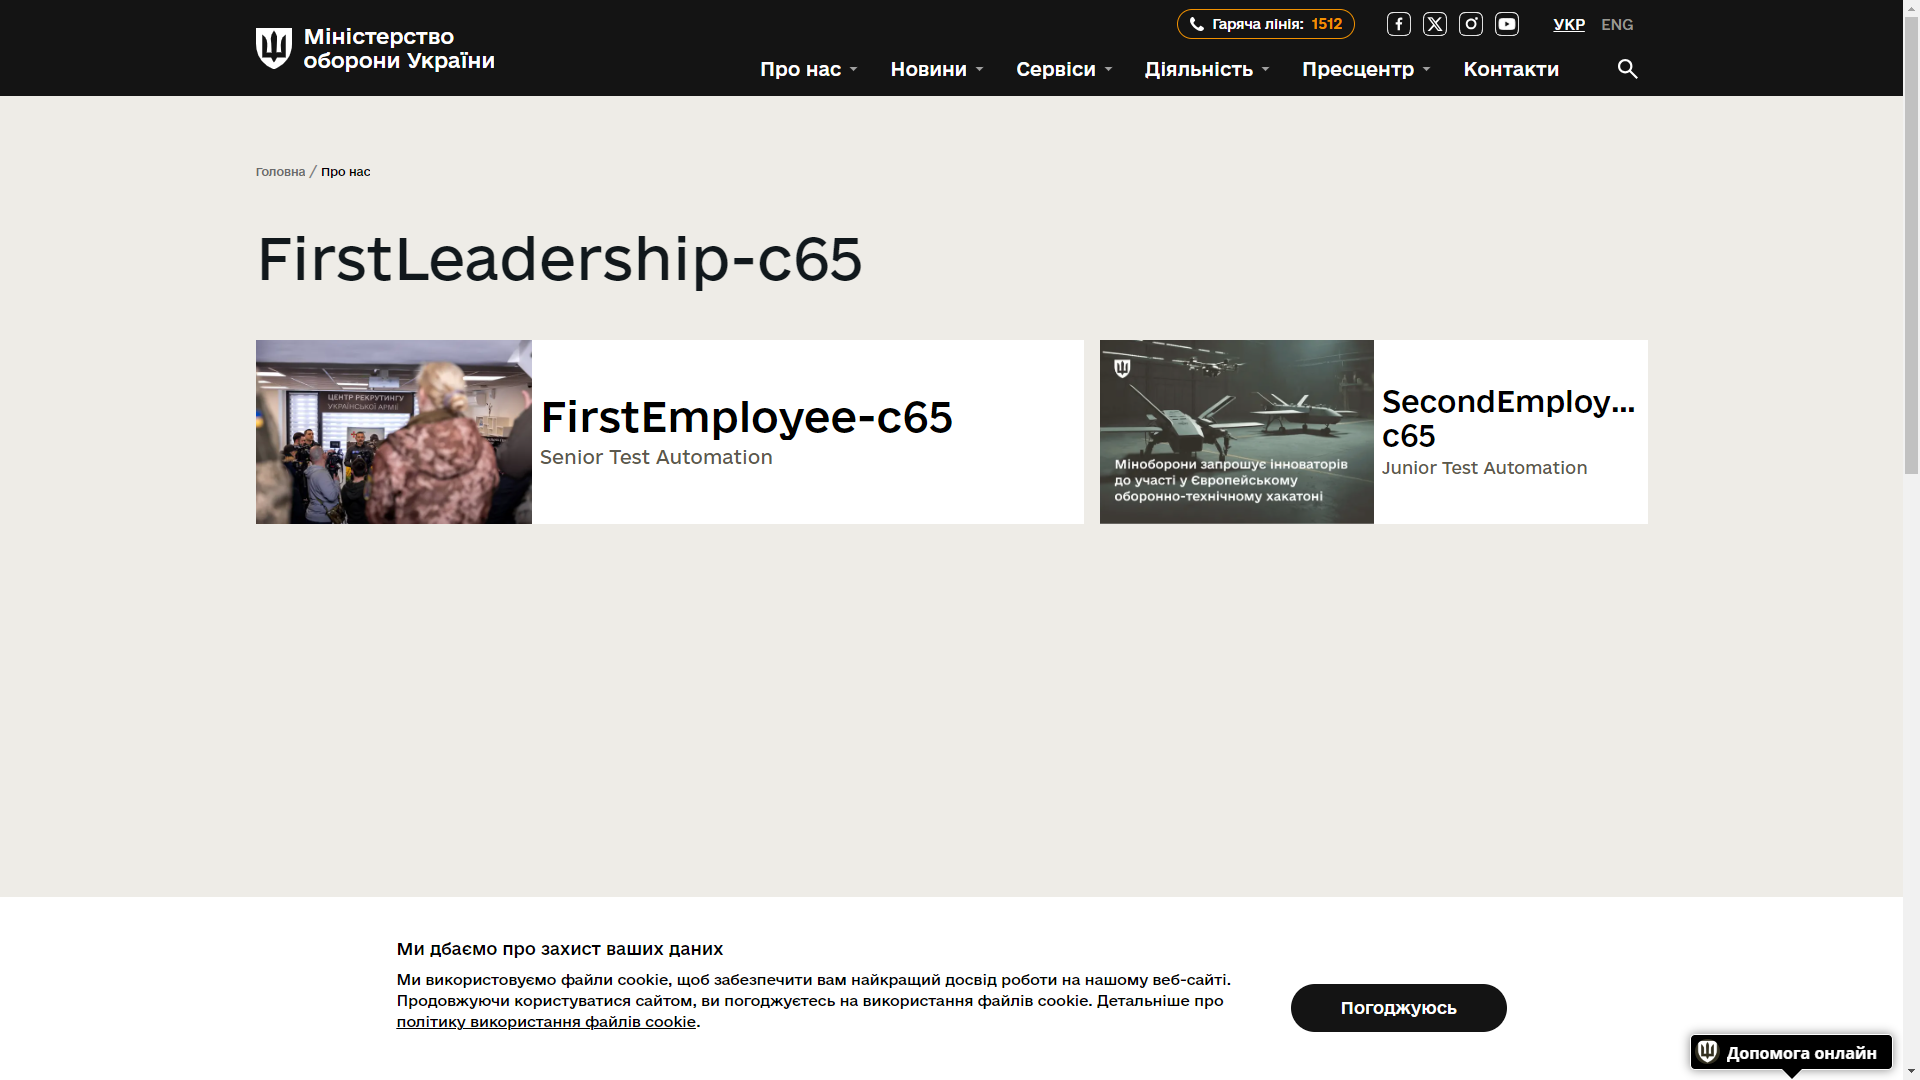 Міністерство
оборони України
Гаряча лінія: 1512
УКР ENG
Про нас Новини Сервіси Діяльність Пресцентр Контакти
Головна / Про нас
FirstLeadership-c65
ЦЕНТР РЕКРУТИНГУ
УКРАЇНСЬКОЇ АРМІЇ
FirstEmployee-c65
Senior Test Automation
Міноборони запрошує інноваторів
до участі у Європейському
оборонно-технічному хакатоні
SecondEmploy...
c65
Junior Test Automation
Ми дбаємо про захист ваших даних
Ми використовуємо файли cookie, щоб забезпечити вам найкращий досвід роботи на нашому веб-сайті.
Продовжуючи користуватися сайтом, ви погоджуєтесь на використання файлів cookie. Детальніше про
політику використання файлів cookie.
Погоджуюсь
Допомога онлайн